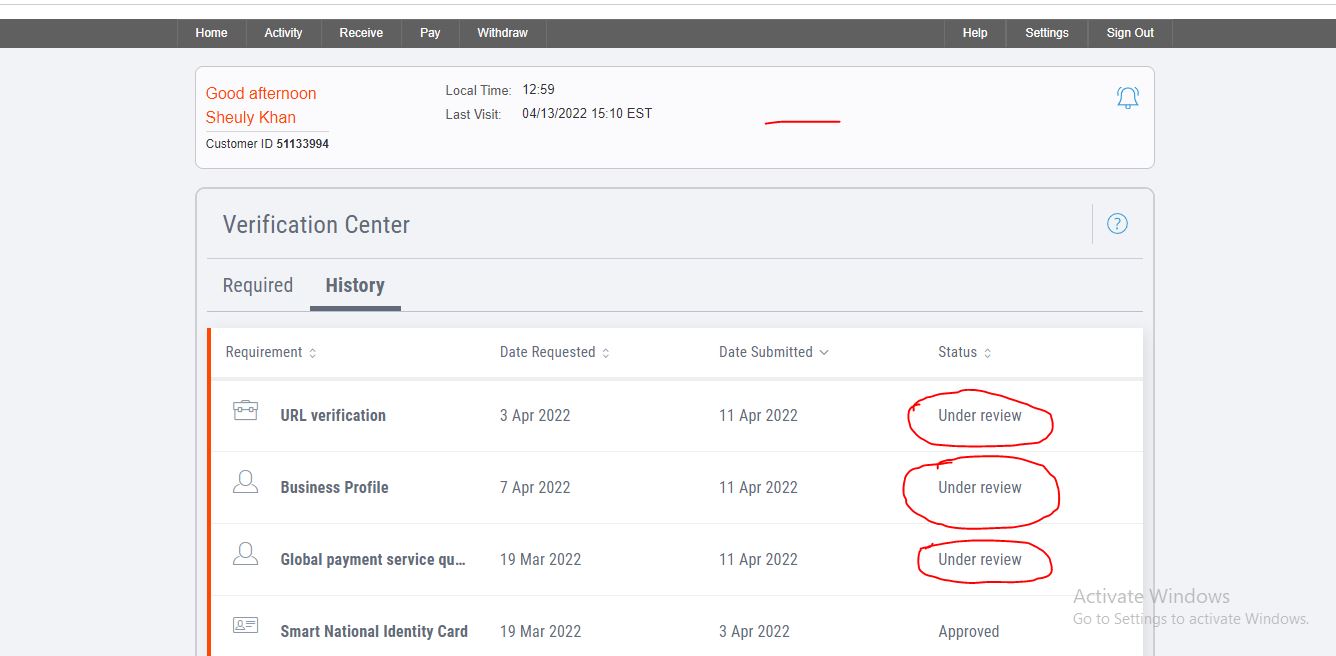 Home Activity Receive Pay Withdraw Help Settings Sign Out
Good afternoon
Sheuly Khan
Customer ID 51133994
Local Time: 12:59
Last Visit: 04/13/2022 15:10 EST
Verification Center
?
Required History
Requirement Date Requested Date Submitted Status
URL verification 3 Apr 2022 11 Apr 2022 Under review
Business Profile 7 Apr 2022 11 Apr 2022 Under review
Global payment service qu... 19 Mar 2022 11 Apr 2022 Under review
Smart National Identity Card 19 Mar 2022 3 Apr 2022 Approved
Activate Windows
Go to Settings to activate Windows.